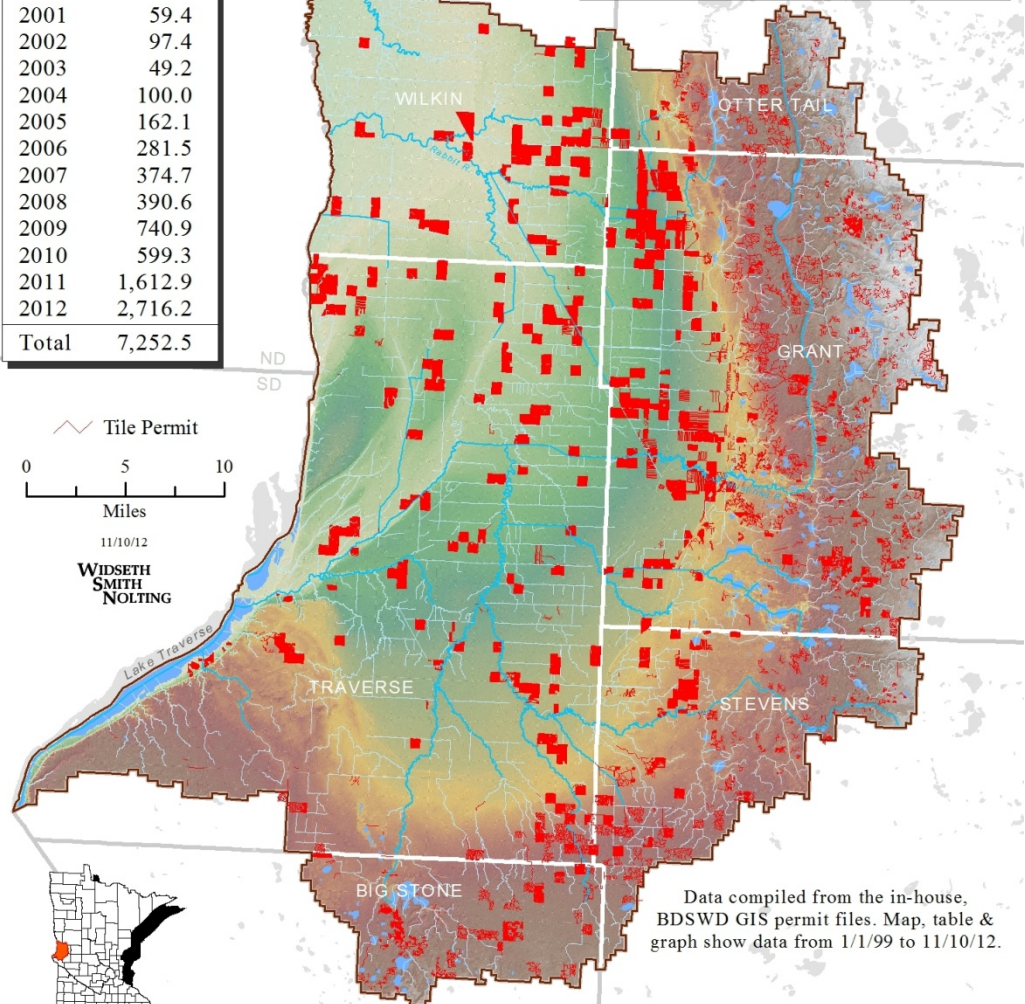 2001 59.4
2002 97.4
2003 49.2
2004 100.0
2005 162.1
2006 281.5
2007 374.7
2008 390.6
2009 740.9
2010 599.3
2011 1,612.9
2012 2,716.2
Total 7,252.5
ND
SD
Tile Permit
0 5 10
Miles
11/10/12
WIDSETH
SMITH
NOLTING
WILKIN
OTTER TAIL
Rabbit R.
GRANT
Lake Traverse
TRAVERSE
STEVENS
BIG STONE
Data compiled from the in-house,
BDSWD GIS permit files. Map, table &
graph show data from 1/1/99 to 11/10/12.